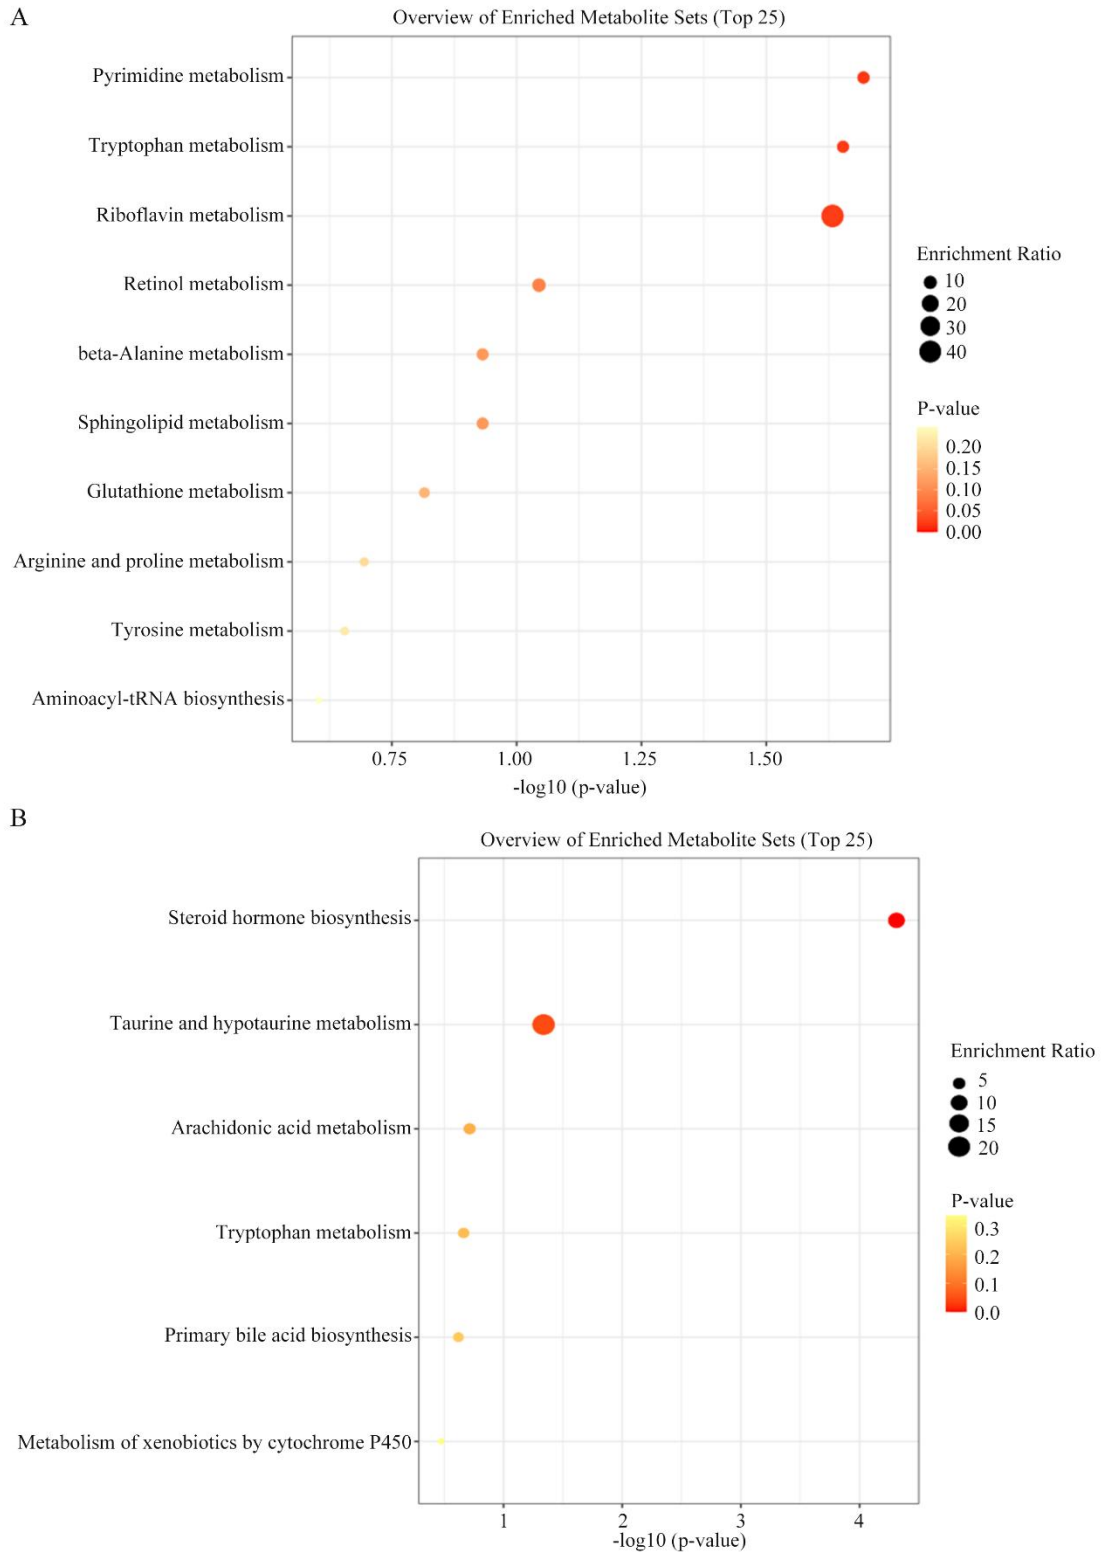 A
Overview of Enriched Metabolite Sets (Top 25)
Pyrimidine metabolism
Tryptophan metabolism
Riboflavin metabolism
Retinol metabolism
beta-Alanine metabolism
Sphingolipid metabolism
Glutathione metabolism
Arginine and proline metabolism
Tyrosine metabolism
Aminoacyl-tRNA biosynthesis
0.75 1.00 1.25 1.50
-log10 (p-value)
Enrichment Ratio
10
20
30
40
P-value
0.20
0.15
0.10
0.05
0.00
B
Overview of Enriched Metabolite Sets (Top 25)
Steroid hormone biosynthesis
Taurine and hypotaurine metabolism
Arachidonic acid metabolism
Tryptophan metabolism
Primary bile acid biosynthesis
Metabolism of xenobiotics by cytochrome P450
1 2 3 4
-log10 (p-value)
Enrichment Ratio
5
10
15
20
P-value
0.3
0.2
0.1
0.0